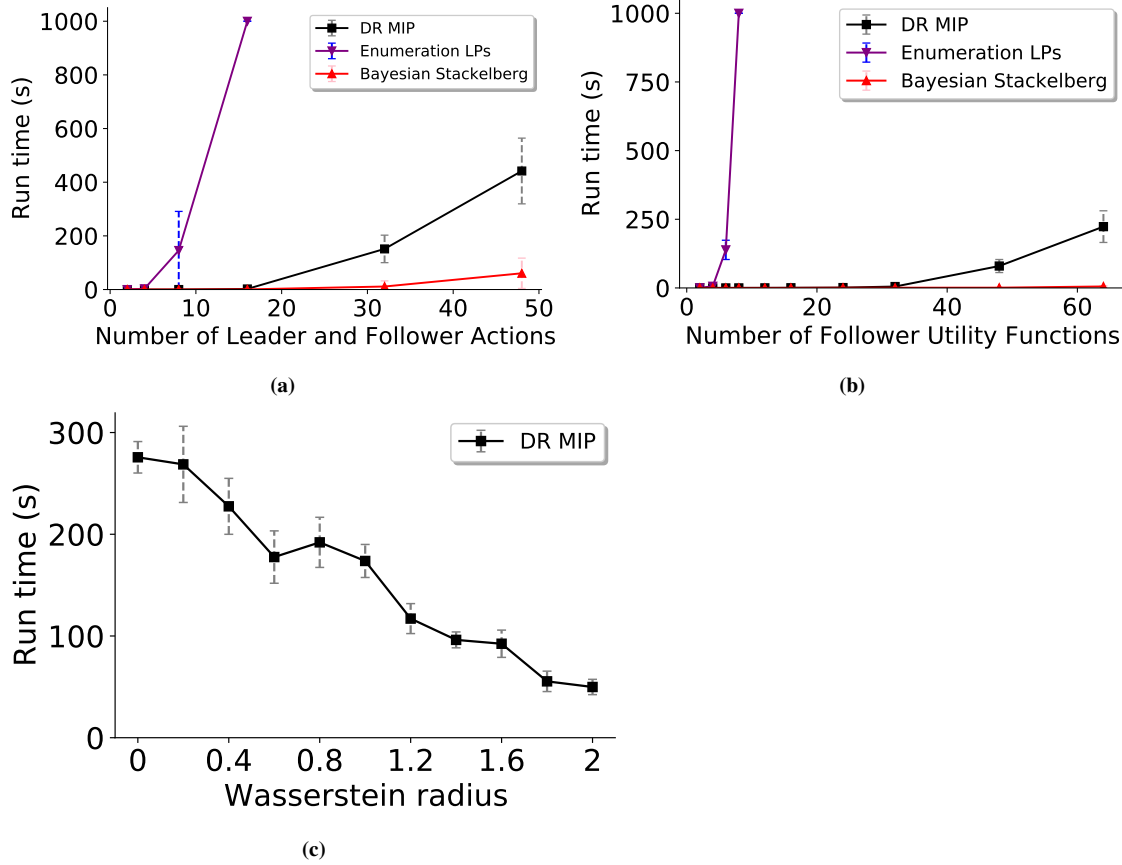 1000
800
600
400
200
0
Run time (s)
DR MIP
Enumeration LPs
Bayesian Stackelberg
0 10 20 30 40 50
Number of Leader and Follower Actions
(a)
1000
750
500
250
0
Run time (s)
DR MIP
Enumeration LPs
Bayesian Stackelberg
0 20 40 60
Number of Follower Utility Functions
(b)
300
200
100
0
Run time (s)
DR MIP
0 0.4 0.8 1.2 1.6 2
Wasserstein radius
(c)